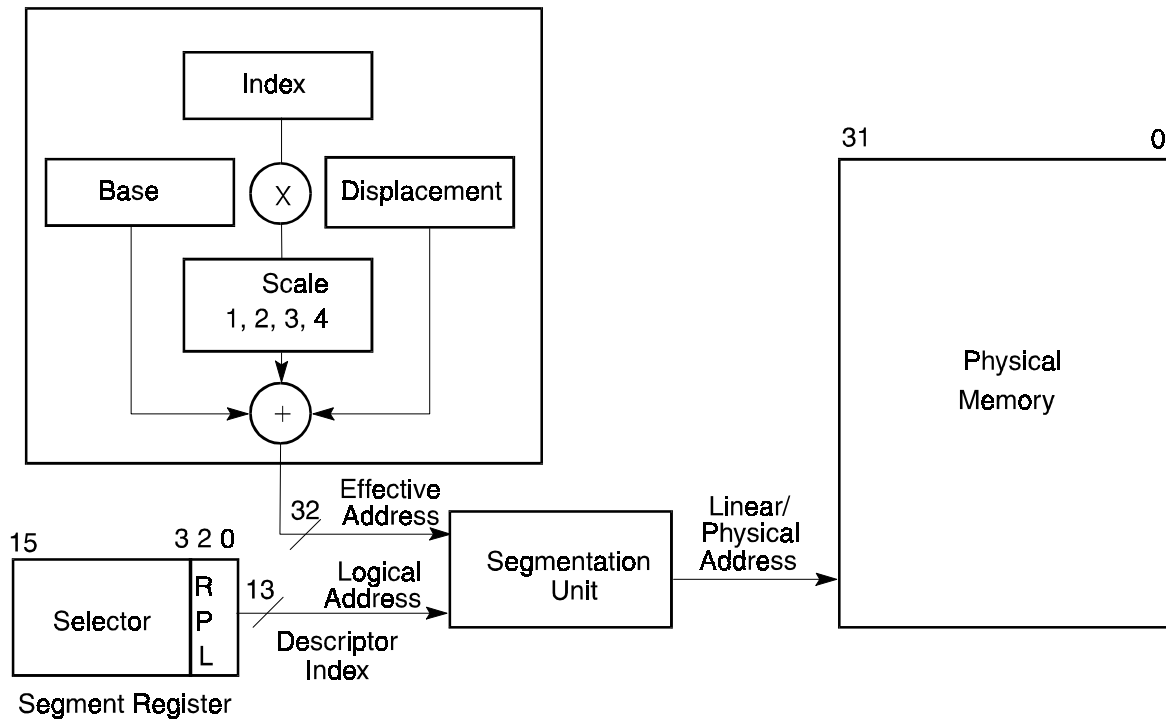 Index
Base
X
Displacement
Scale
1, 2, 3, 4
+
31 0
Physical
Memory
Effective
Address
32
Linear/
Physical
Address
Segmentation
Unit
15 3 2 0
Selector
R
P
L
13
Logical
Address
Descriptor
Index
Segment Register